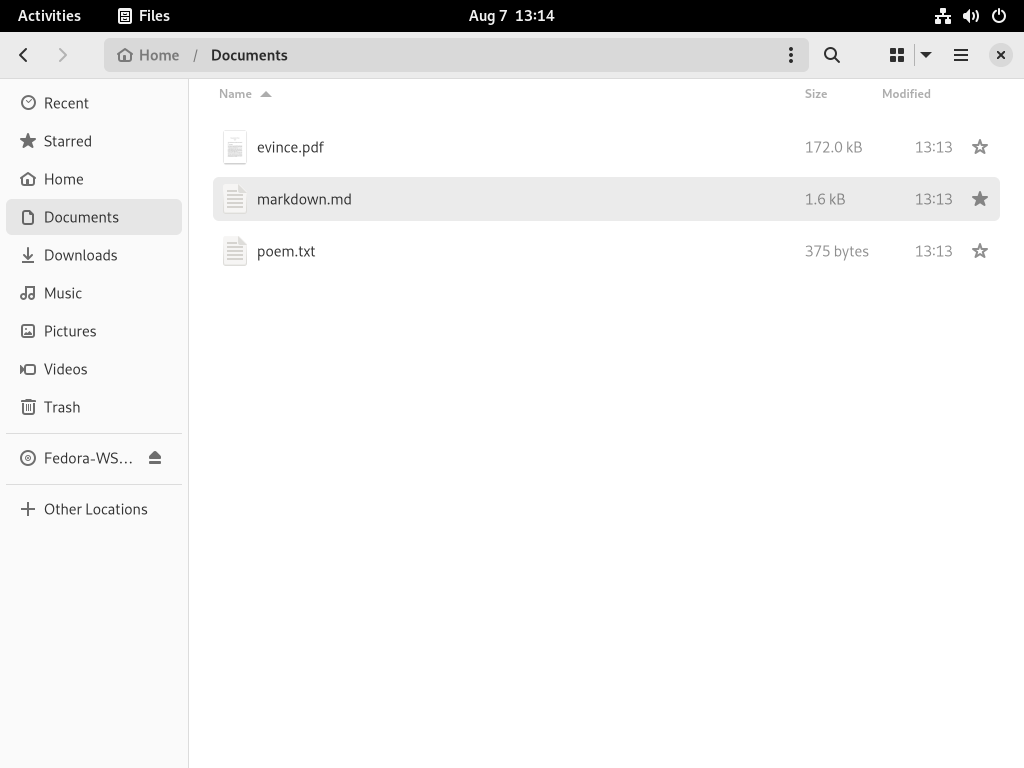 Activities Files Aug 7 13:14
Home / Documents
Name Size Modified
Recent
Starred
Home
Documents
Downloads
Music
Pictures
Videos
Trash
Fedora-WS...
Other Locations
evince.pdf 172.0 kB 13:13
markdown.md 1.6 kB 13:13
poem.txt 375 bytes 13:13